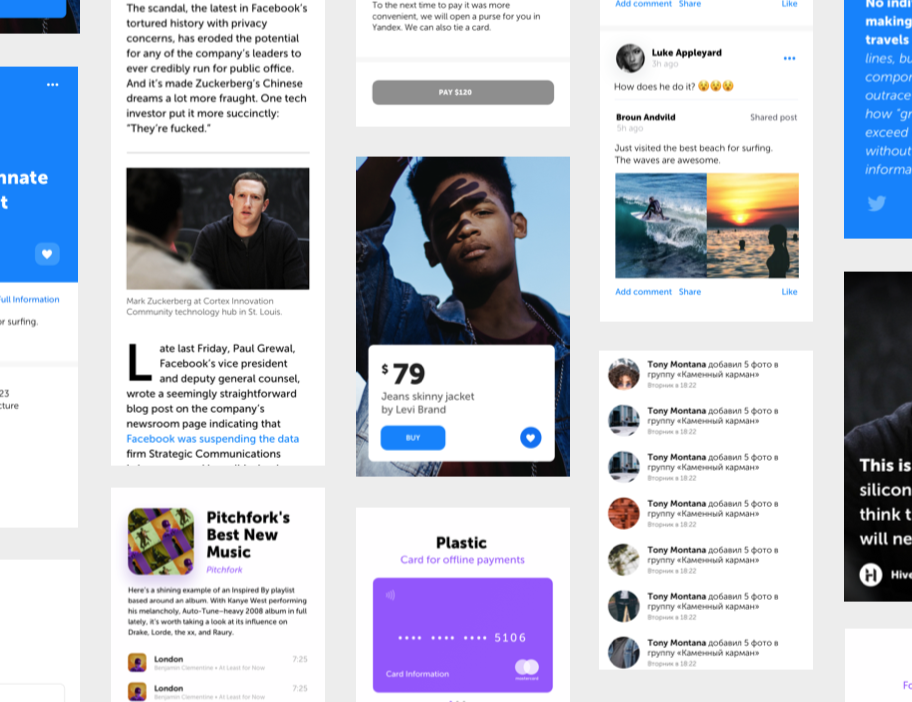 nnate
t
Full Information
or surfing.
23
cture
The scandal, the latest in Facebook's
tortured history with privacy
concerns, has eroded the potential
for any of the company's leaders to
ever credibly run for public office.
And it's made Zuckerberg's Chinese
dreams a lot more fraught. One tech
investor put it more succinctly:
"They're fucked."
Mark Zuckerberg at Cortex Innovation
Community technology hub in St. Louis.
Late last Friday, Paul Grewal,
Facebook's vice president
and deputy general counsel,
wrote a seemingly straightforward
blog post on the company's
newsroom page indicating that
Facebook was suspending the data
firm Strategic Communications
Pitchfork's
Best New
Music
Pitchfork
Here's a shining example of an Inspired By playlist
based around an album. With Kanye West performing
his melancholy, Auto-Tune-heavy 2008 album in full
lately, it's worth taking a look at its influence on
Drake, Lorde, the xx, and Raury.
London 7:25
Benjamin Clementine • At Least for Now
London 7:25
Benjamin Clementine • At Least for Now
To the next time to pay it was more
convenient, we will open a purse for you in
Yandex. We can also tie a card.
PAY $120
$79
Jeans skinny jacket
by Levi Brand
BUY
Plastic
Card for offline payments
•••• •••• •••• 5106
Card Information
mastercard
Add comment Share Like
Luke Appleyard
3h ago
How does he do it? 😵😵😵
Broun Andvild Shared post
5h ago
Just visited the best beach for surfing.
The waves are awesome.
Add comment Share Like
Tony Montana добавил 5 фото в
группу «Каменный карман»
Вторник в 18:22
Tony Montana добавил 5 фото в
группу «Каменный карман»
Вторник в 18:22
Tony Montana добавил 5 фото в
группу «Каменный карман»
Вторник в 18:22
Tony Montana добавил 5 фото в
группу «Каменный карман»
Вторник в 18:22
Tony Montana добавил 5 фото в
группу «Каменный карман»
Вторник в 18:22
Tony Montana добавил 5 фото в
группу «Каменный карман»
Вторник в 18:22
Tony Montana добавил 5 фото в
группу «Каменный карман»
Вторник в 18:22
No indi
making
travels
lines, bu
compon
outrace
how "gr
exceed
without
informa
This is
silicon
think t
will ne
Hive
Fo